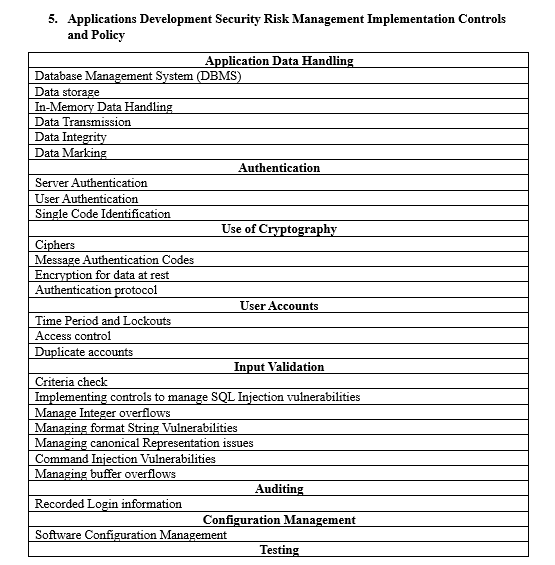 5. Applications Development Security Risk Management Implementation Controls
and Policy
Application Data Handling
Database Management System (DBMS)
Data storage
In-Memory Data Handling
Data Transmission
Data Integrity
Data Marking
Authentication
Server Authentication
User Authentication
Single Code Identification
Use of Cryptography
Ciphers
Message Authentication Codes
Encryption for data at rest
Authentication protocol
User Accounts
Time Period and Lockouts
Access control
Duplicate accounts
Input Validation
Criteria check
Implementing controls to manage SQL Injection vulnerabilities
Manage Integer overflows
Managing format String Vulnerabilities
Managing canonical Representation issues
Command Injection Vulnerabilities
Managing buffer overflows
Auditing
Recorded Login information
Configuration Management
Software Configuration Management
Testing